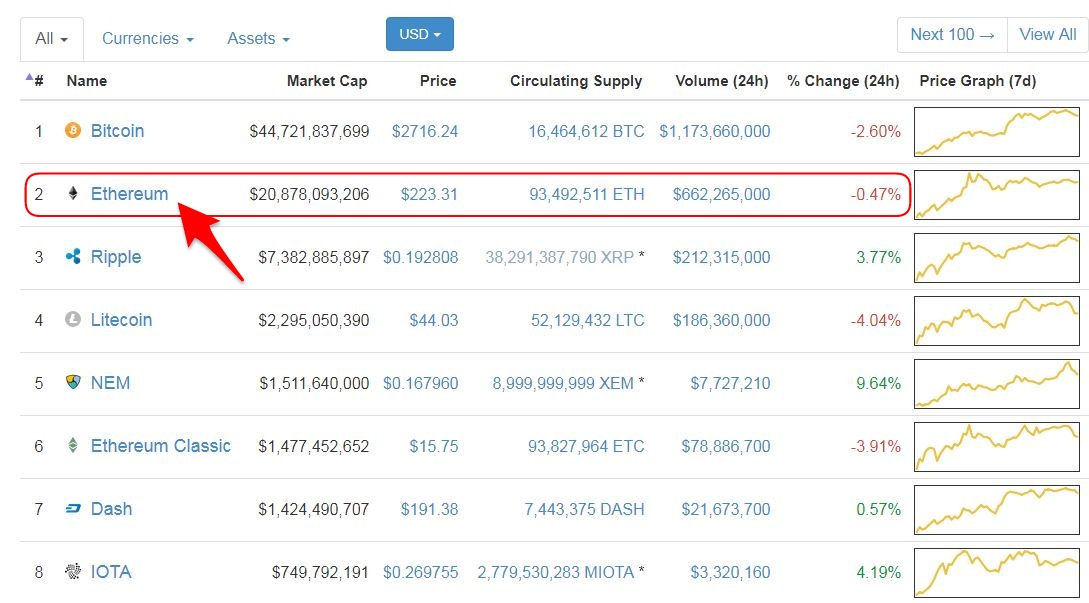 All Currencies Assets USD Next 100 → View All
# Name Market Cap Price Circulating Supply Volume (24h) % Change (24h) Price Graph (7d)
1 Bitcoin $44,721,837,699 $2716.24 16,464,612 BTC $1,173,660,000 -2.60%
2 Ethereum $20,878,093,206 $223.31 93,492,511 ETH $662,265,000 -0.47%
3 Ripple $7,382,885,897 $0.192808 38,291,387,790 XRP * $212,315,000 3.77%
4 Litecoin $2,295,050,390 $44.03 52,129,432 LTC $186,360,000 -4.04%
5 NEM $1,511,640,000 $0.167960 8,999,999,999 XEM * $7,727,210 9.64%
6 Ethereum Classic $1,477,452,652 $15.75 93,827,964 ETC $78,886,700 -3.91%
7 Dash $1,424,490,707 $191.38 7,443,375 DASH $21,673,700 0.57%
8 IOTA $749,792,191 $0.269755 2,779,530,283 MIOTA * $3,320,160 4.19%